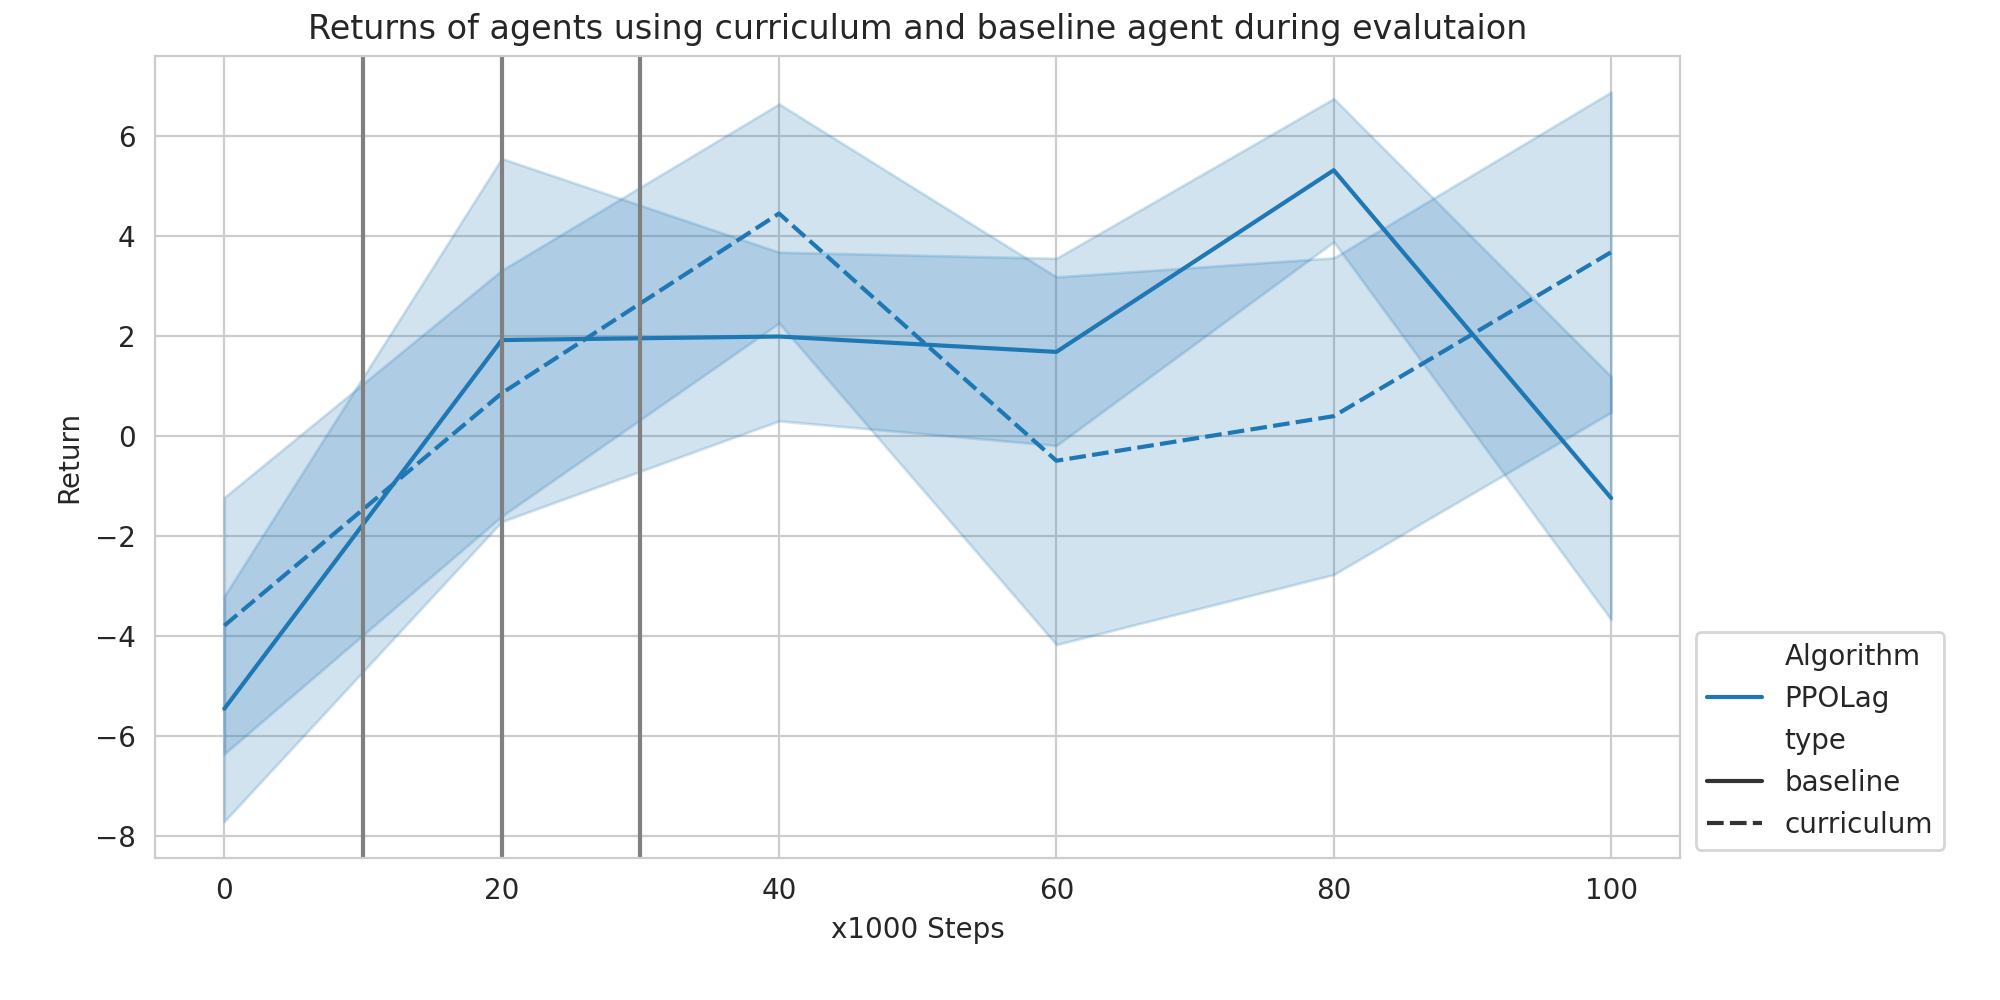 Returns of agents using curriculum and baseline agent during evalutaion
6
4
2
0
−2
−4
−6
−8
Return
0 20 40 60 80 100
x1000 Steps
Algorithm
PPOLag
type
baseline
curriculum